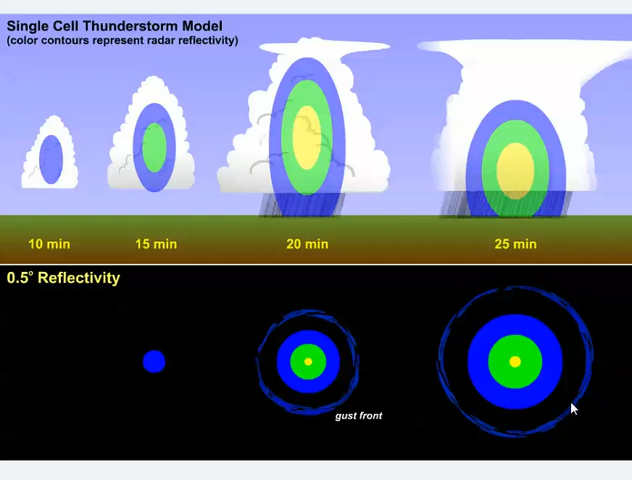 Single Cell Thunderstorm Model
(color contours represent radar reflectivity)
10 min
15 min
20 min
25 min
0.5° Reflectivity
gust front